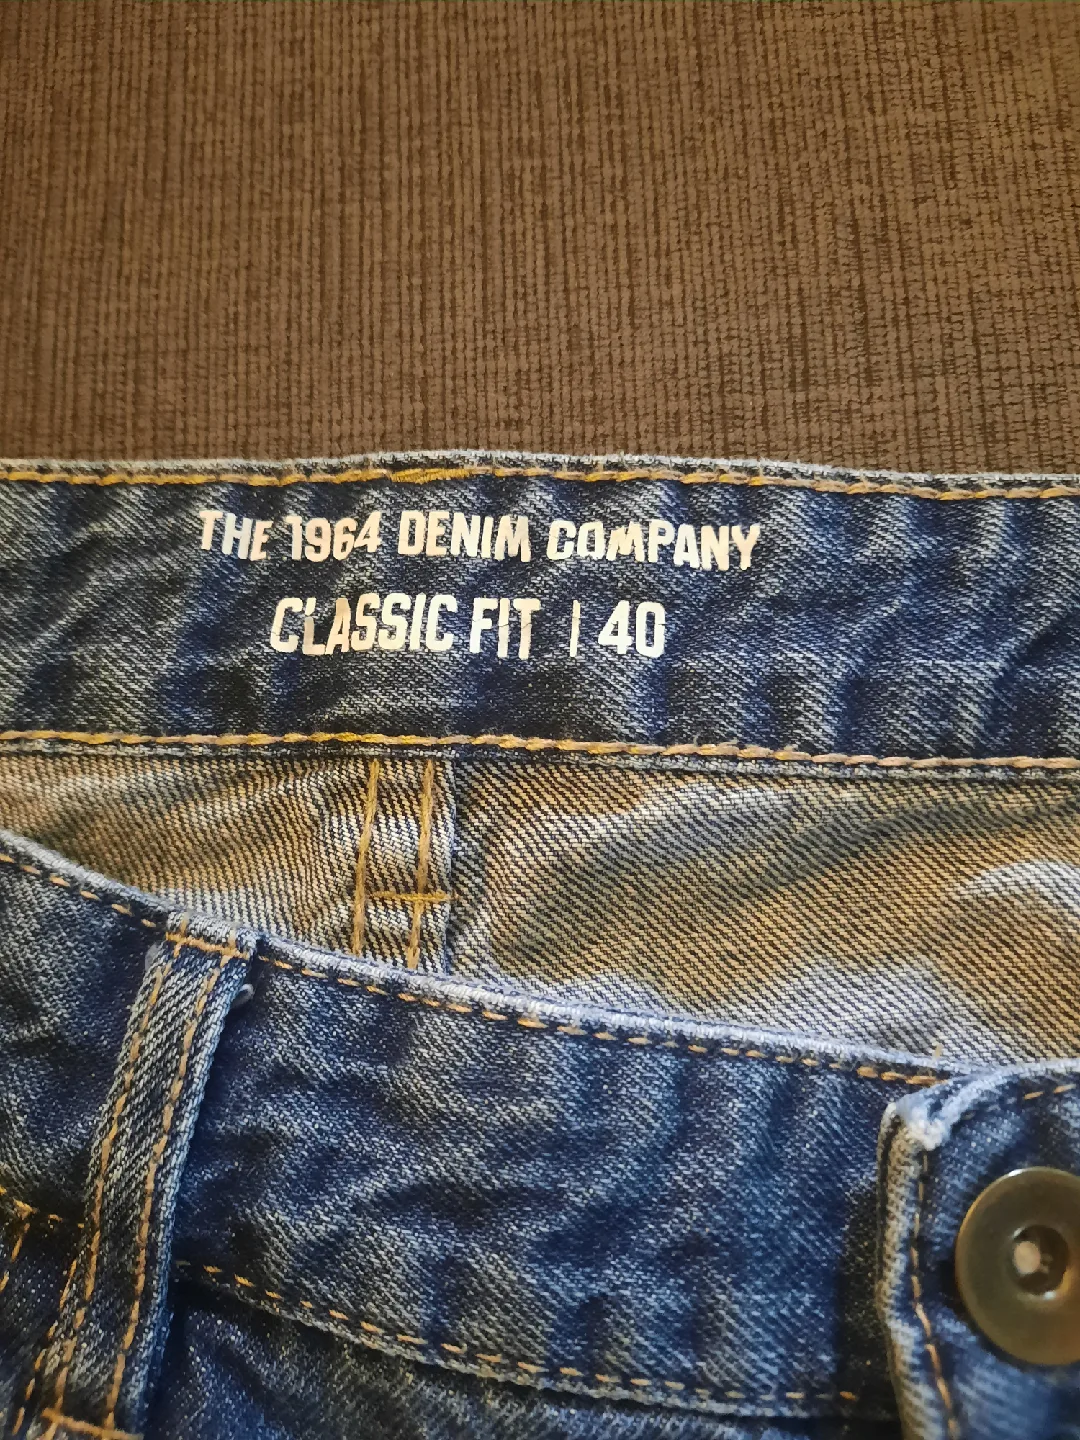 THE 1964 DENIM COMPANY
CLASSIC FIT | 40